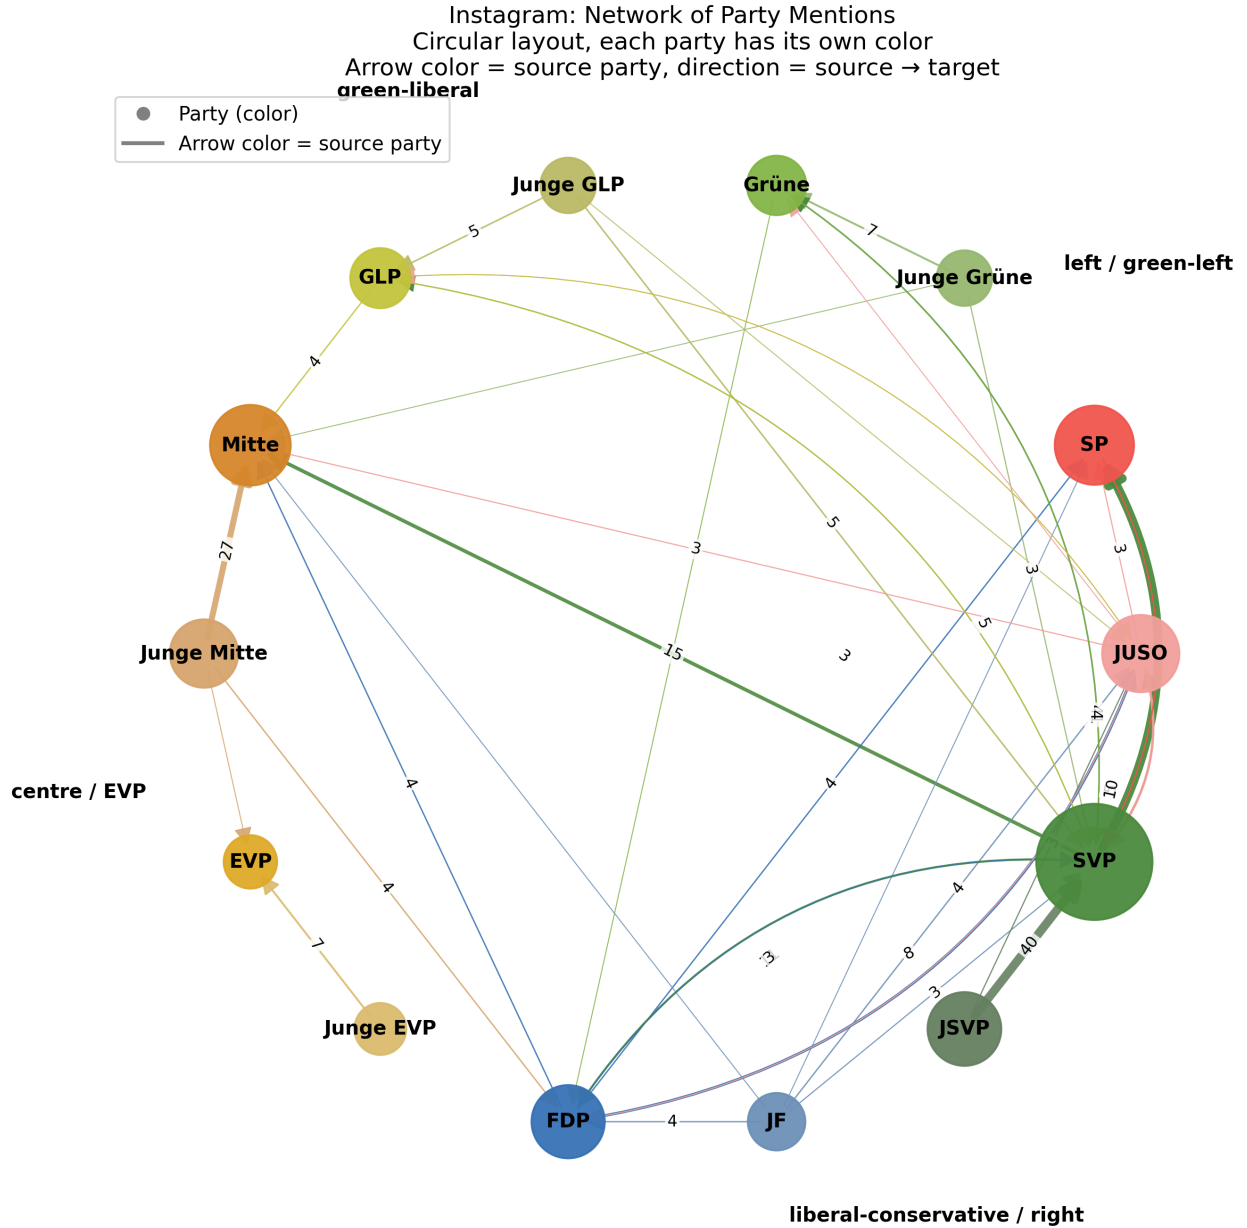 Instagram: Network of Party Mentions
Circular layout, each party has its own color
Arrow color = source party, direction = source → target
green-liberal
Party (color)
Arrow color = source party
Junge GLP
Grüne
5
7
left / green-left
GLP
Junge Grüne
4
Mitte
SP
5
27
3
3
3
5
Junge Mitte
15
3
JUSO
4
centre / EVP
4
4
10
EVP
SVP
4
4
7
8
40
3
3
Junge EVP
JSVP
FDP
4
JF
liberal-conservative / right